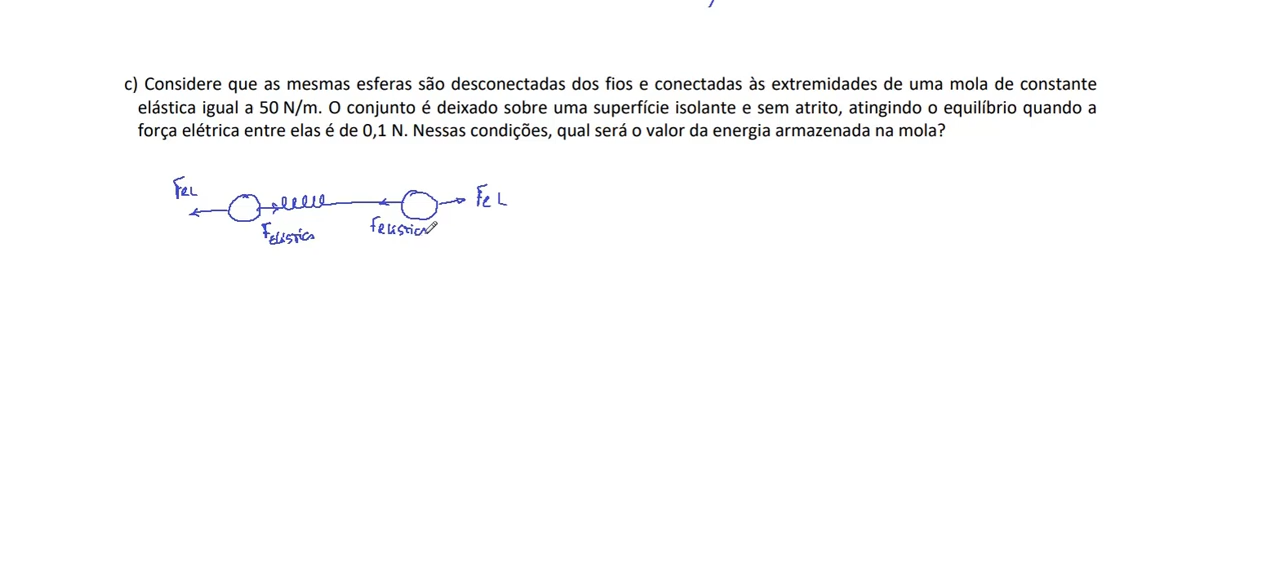 c) Considere que as mesmas esferas são desconectadas dos fios e conectadas às extremidades de uma mola de constante
elástica igual a 50 N/m. O conjunto é deixado sobre uma superfície isolante e sem atrito, atingindo o equilíbrio quando a
força elétrica entre elas é de 0,1 N. Nessas condições, qual será o valor da energia armazenada na mola?
FeL FeL
Felástica Felástica